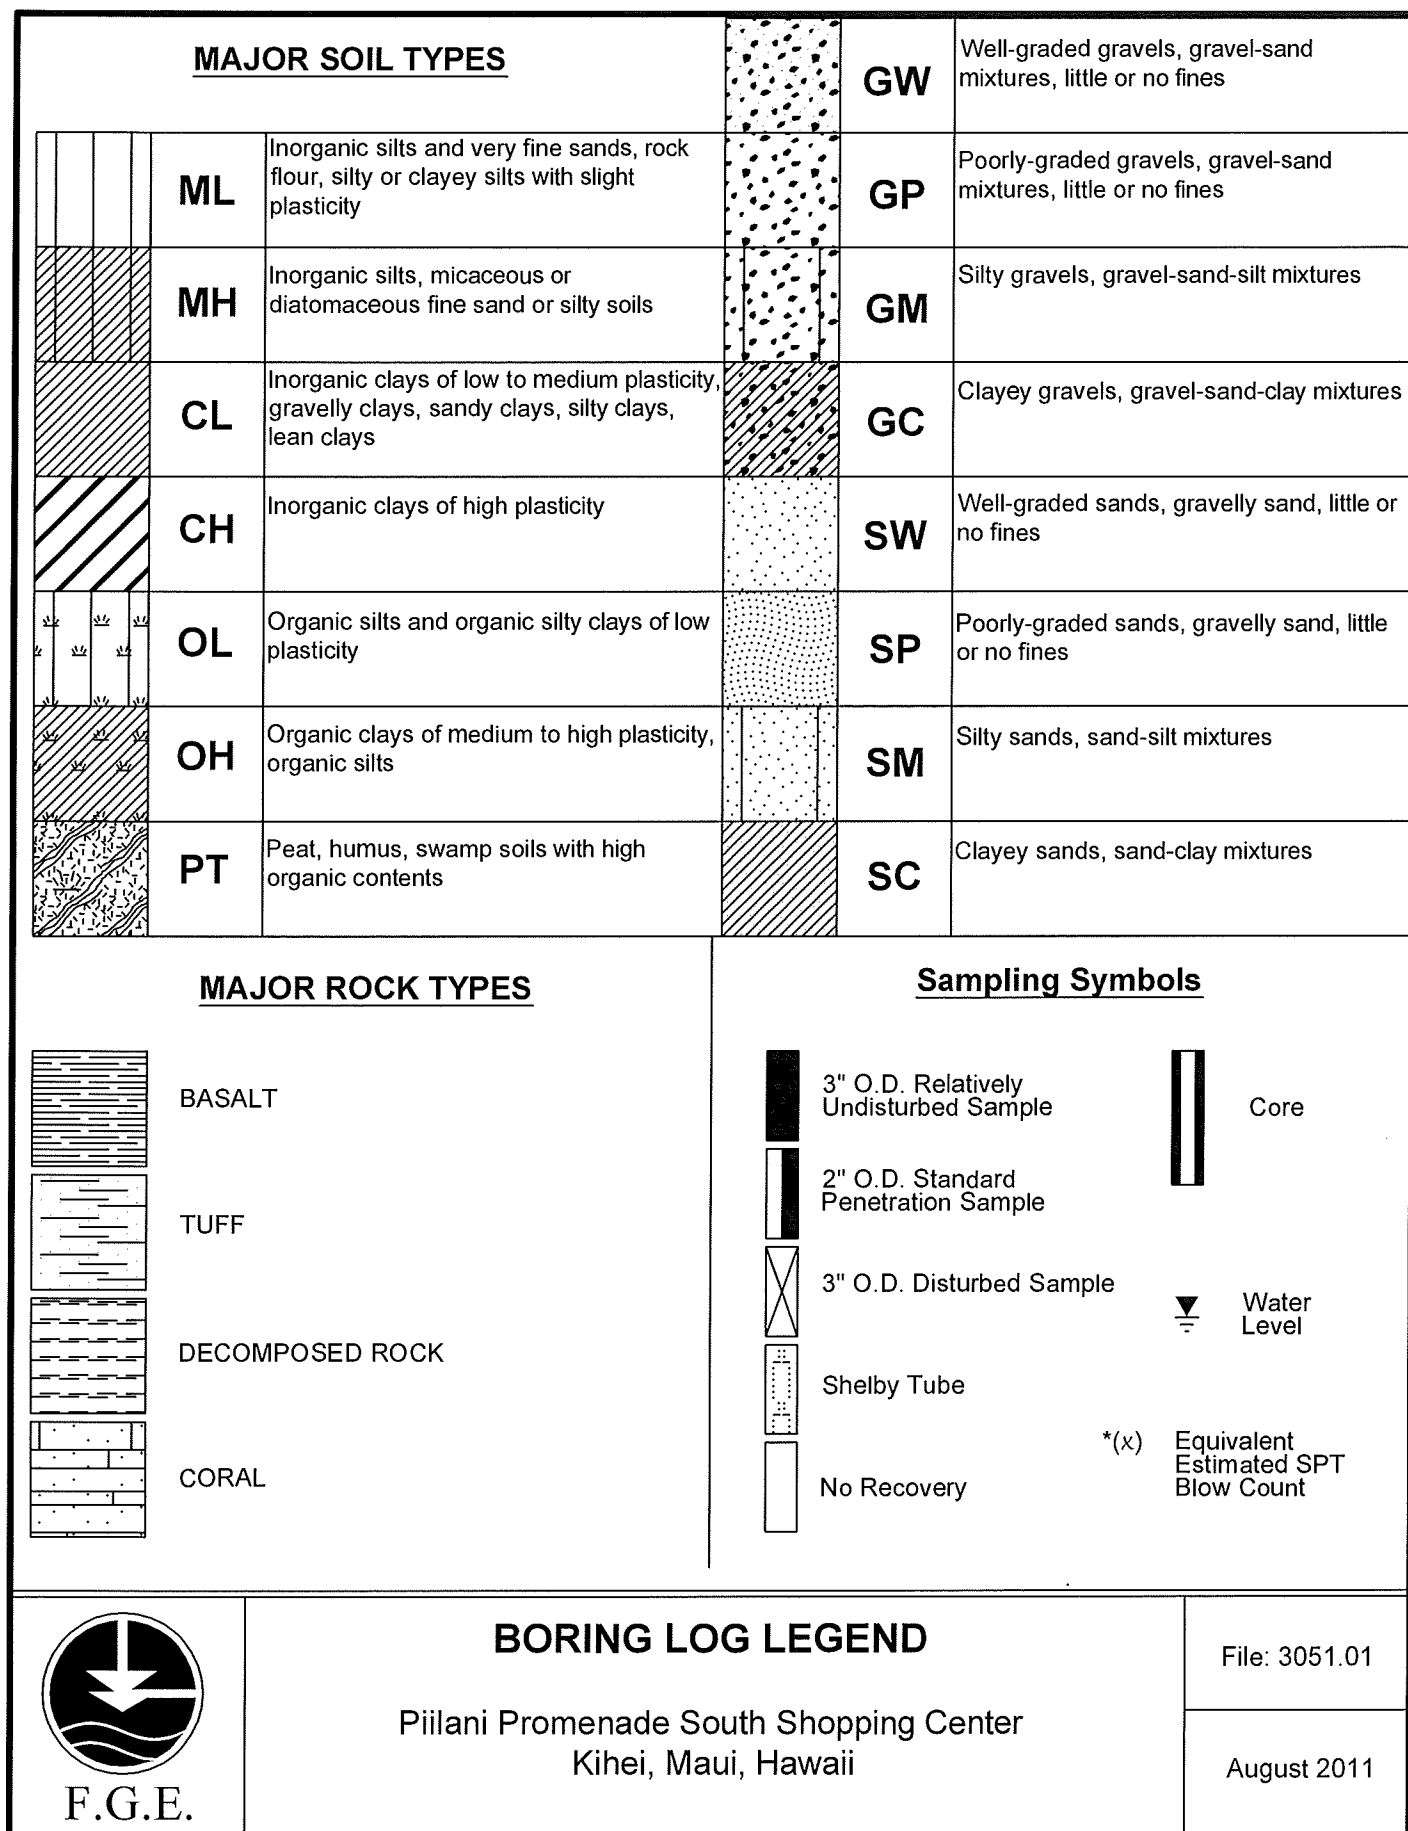 MAJOR SOIL TYPES
ML
Inorganic silts and very fine sands, rock
flour, silty or clayey silts with slight
plasticity
MH
Inorganic silts, micaceous or
diatomaceous fine sand or silty soils
CL
Inorganic clays of low to medium plasticity,
gravelly clays, sandy clays, silty clays,
lean clays
CH
Inorganic clays of high plasticity
OL
Organic silts and organic silty clays of low
plasticity
OH
Organic clays of medium to high plasticity,
organic silts
PT
Peat, humus, swamp soils with high
organic contents
GW
Well-graded gravels, gravel-sand
mixtures, little or no fines
GP
Poorly-graded gravels, gravel-sand
mixtures, little or no fines
GM
Silty gravels, gravel-sand-silt mixtures
GC
Clayey gravels, gravel-sand-clay mixtures
SW
Well-graded sands, gravelly sand, little or
no fines
SP
Poorly-graded sands, gravelly sand, little
or no fines
SM
Silty sands, sand-silt mixtures
SC
Clayey sands, sand-clay mixtures
MAJOR ROCK TYPES
BASALT
TUFF
DECOMPOSED ROCK
CORAL
Sampling Symbols
3" O.D. Relatively
Undisturbed Sample
2" O.D. Standard
Penetration Sample
3" O.D. Disturbed Sample
Shelby Tube
No Recovery
Core
Water
Level
*(x) Equivalent
Estimated SPT
Blow Count
F.G.E.
BORING LOG LEGEND
Piilani Promenade South Shopping Center
Kihei, Maui, Hawaii
File: 3051.01
August 2011